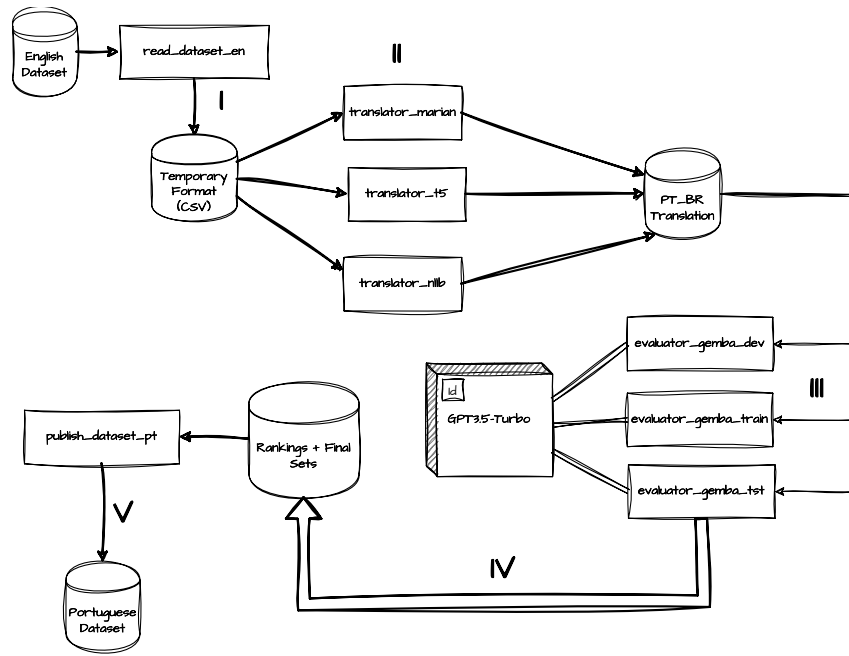 English
Dataset
read_dataset_en
I
II
Temporary
Format
(CSV)
translator_marian
translator_t5
translator_nllb
PT_BR
Translation
evaluator_gemba_dev
evaluator_gemba_train
evaluator_gemba_tst
III
Id
GPT3.5-Turbo
Rankings + Final
Sets
IV
publish_dataset_pt
V
Portuguese
Dataset